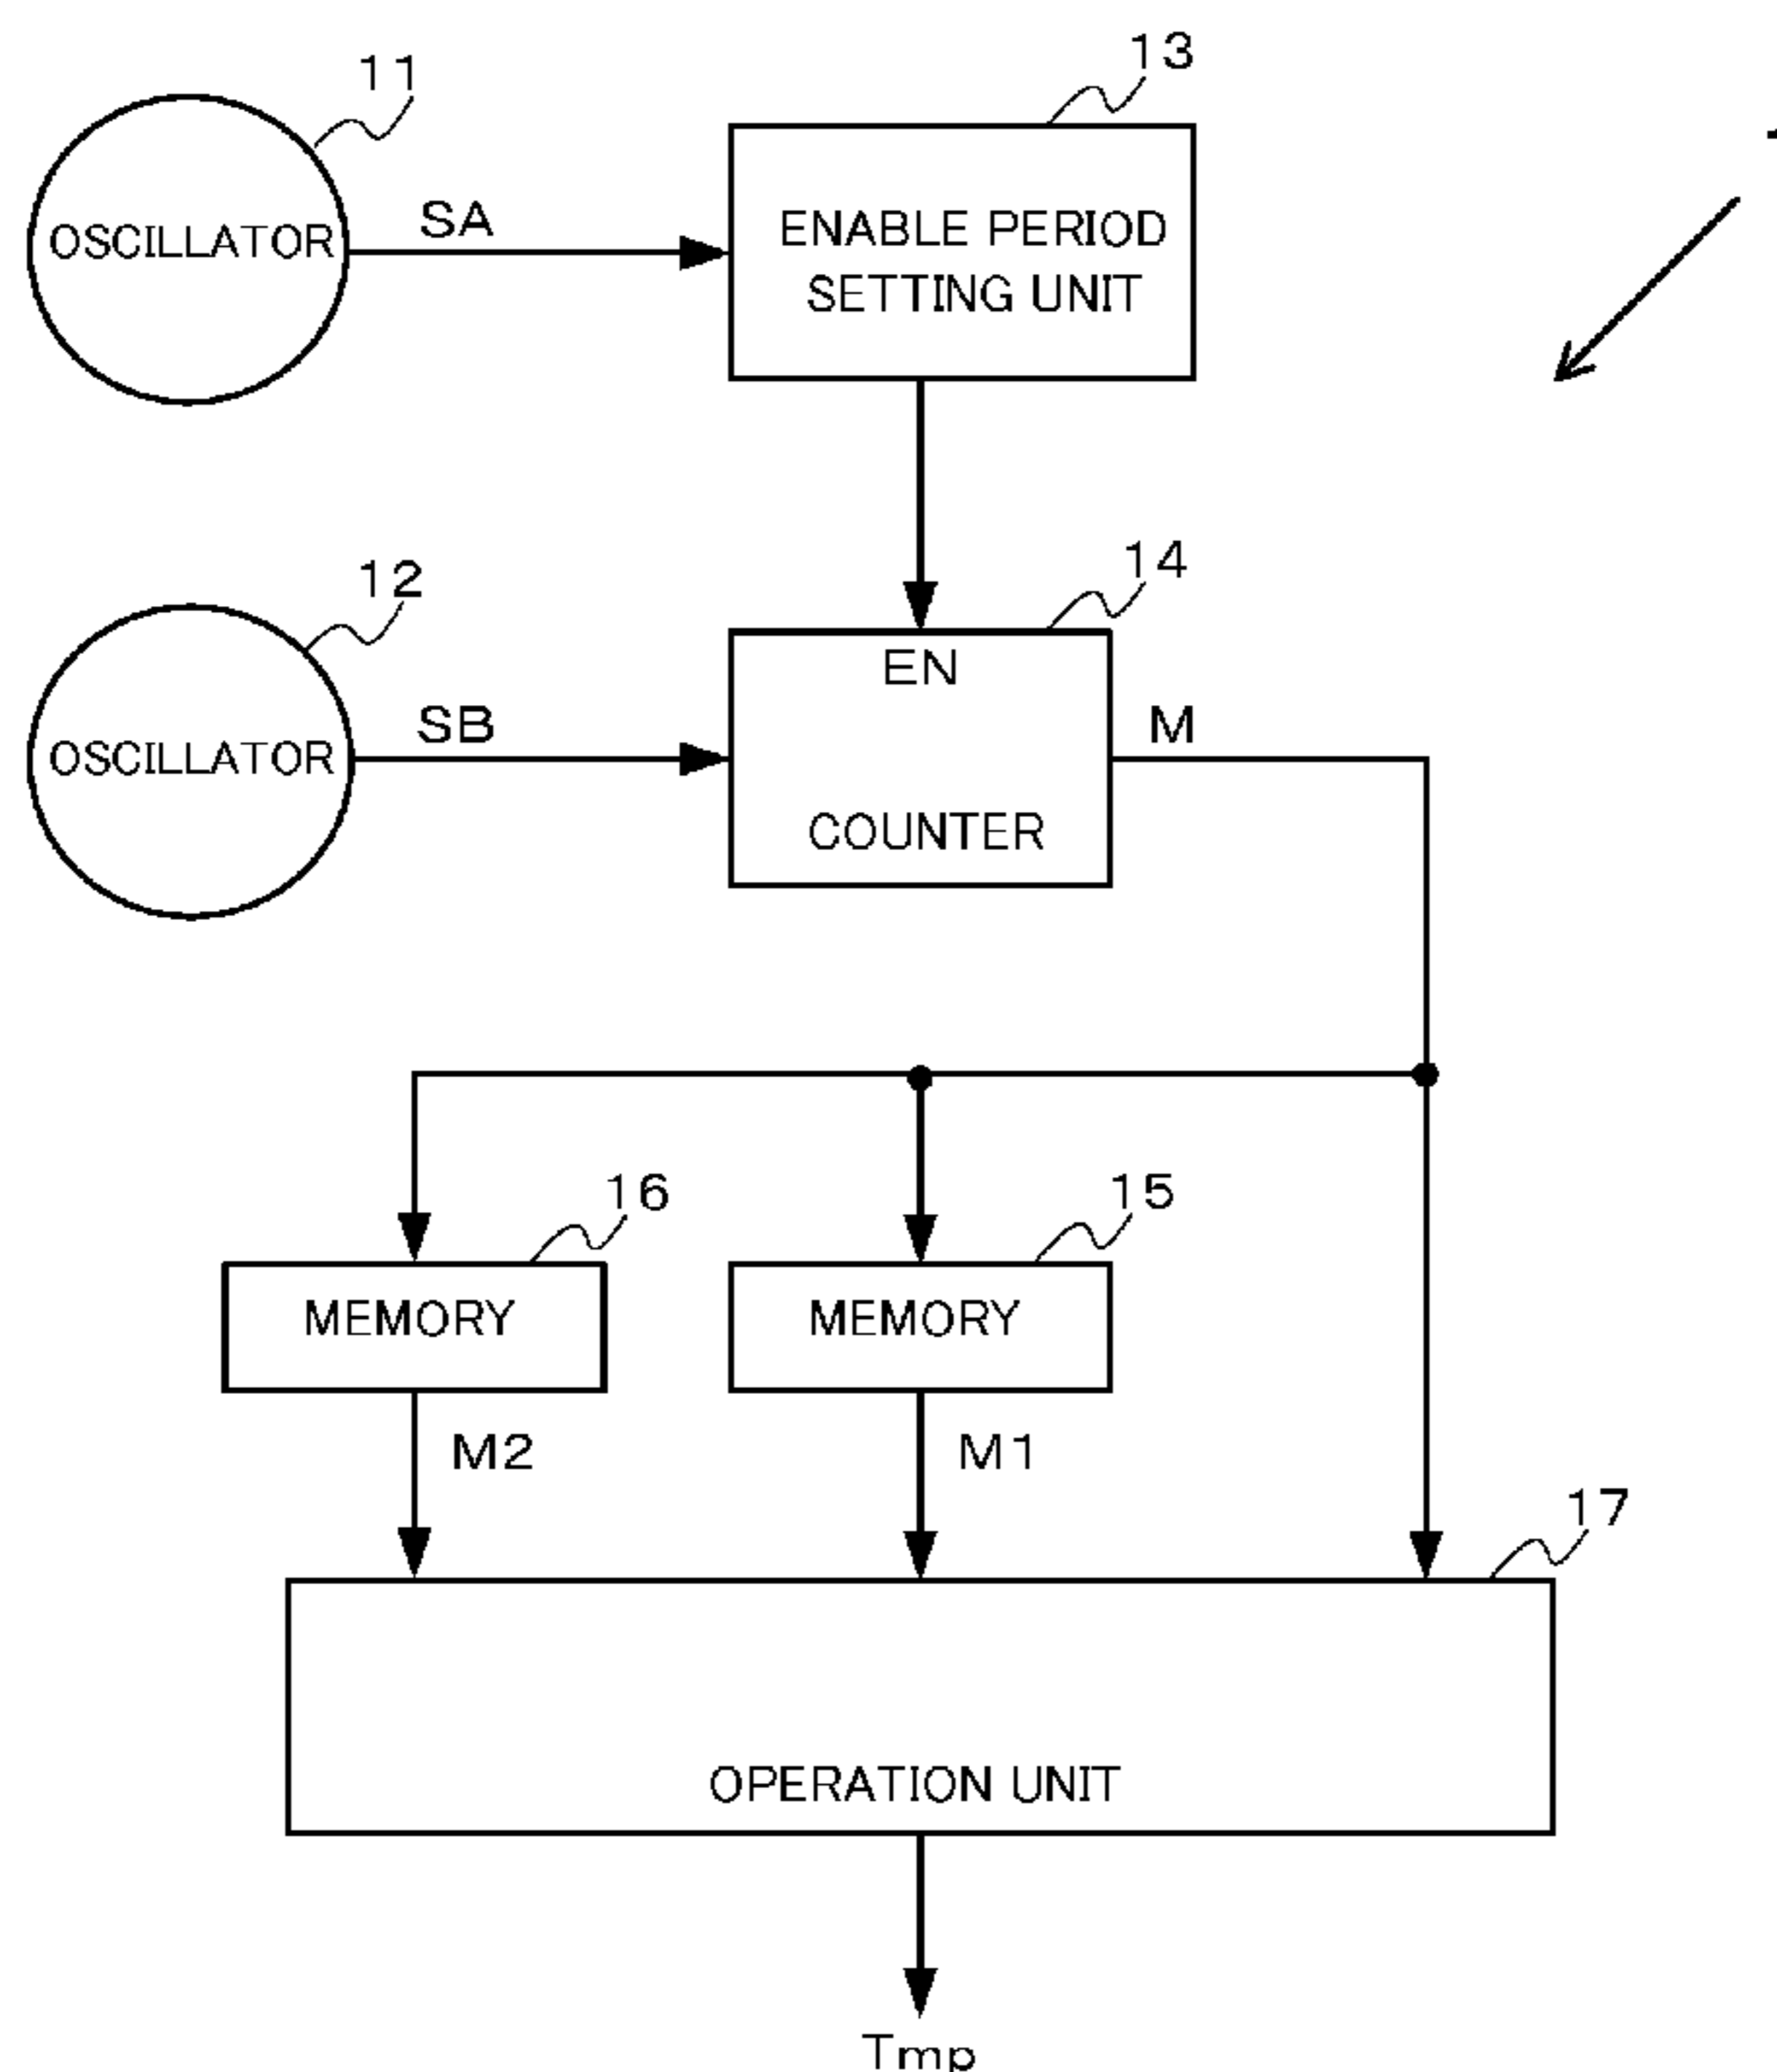 11
13
OSCILLATOR
SA
ENABLE PERIOD
SETTING UNIT
12
14
OSCILLATOR
SB
EN
COUNTER
M
16
15
MEMORY
MEMORY
M2
M1
17
OPERATION UNIT
Tmp